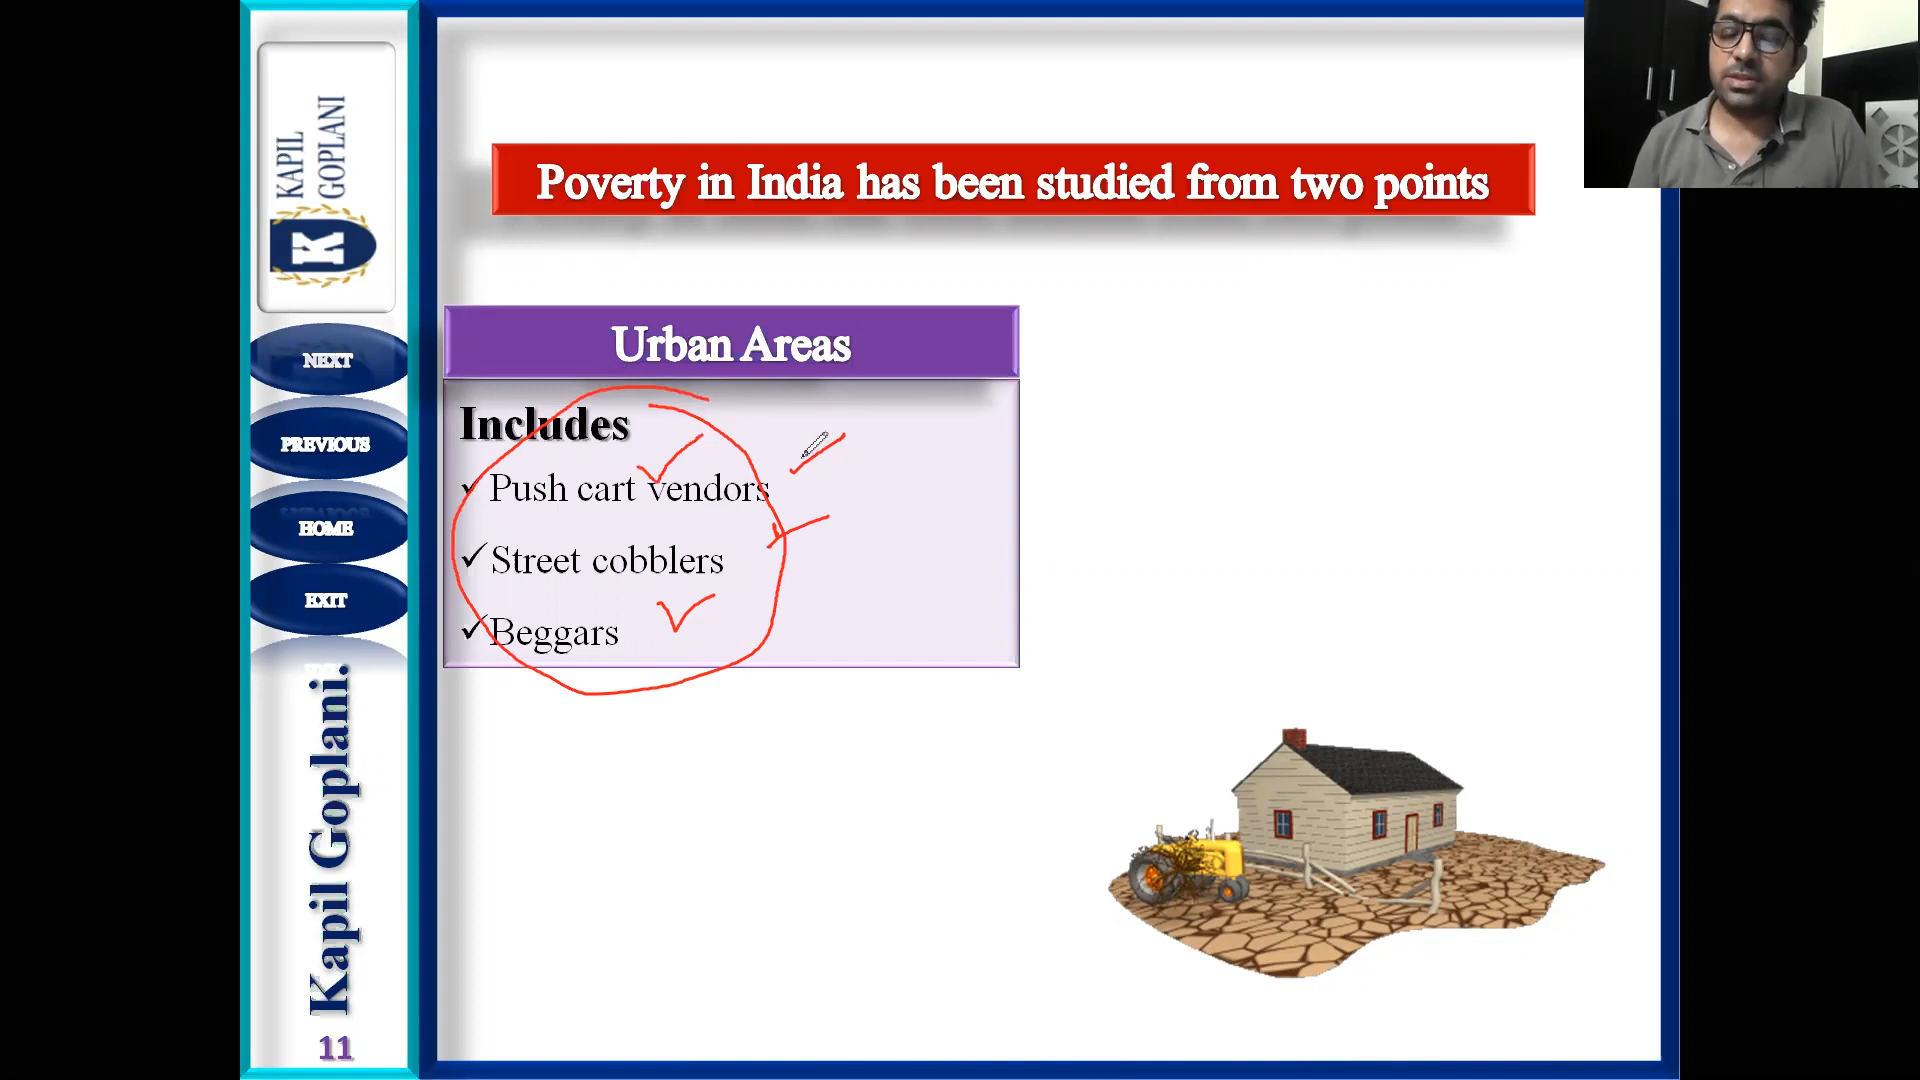 KAPIL
GOPLANI
K
NEXT
PREVIOUS
HOME
EXIT
Kapil Goplani.
11
Poverty in India has been studied from two points
Urban Areas
Includes
✓ Push cart vendors
✓ Street cobblers
✓ Beggars